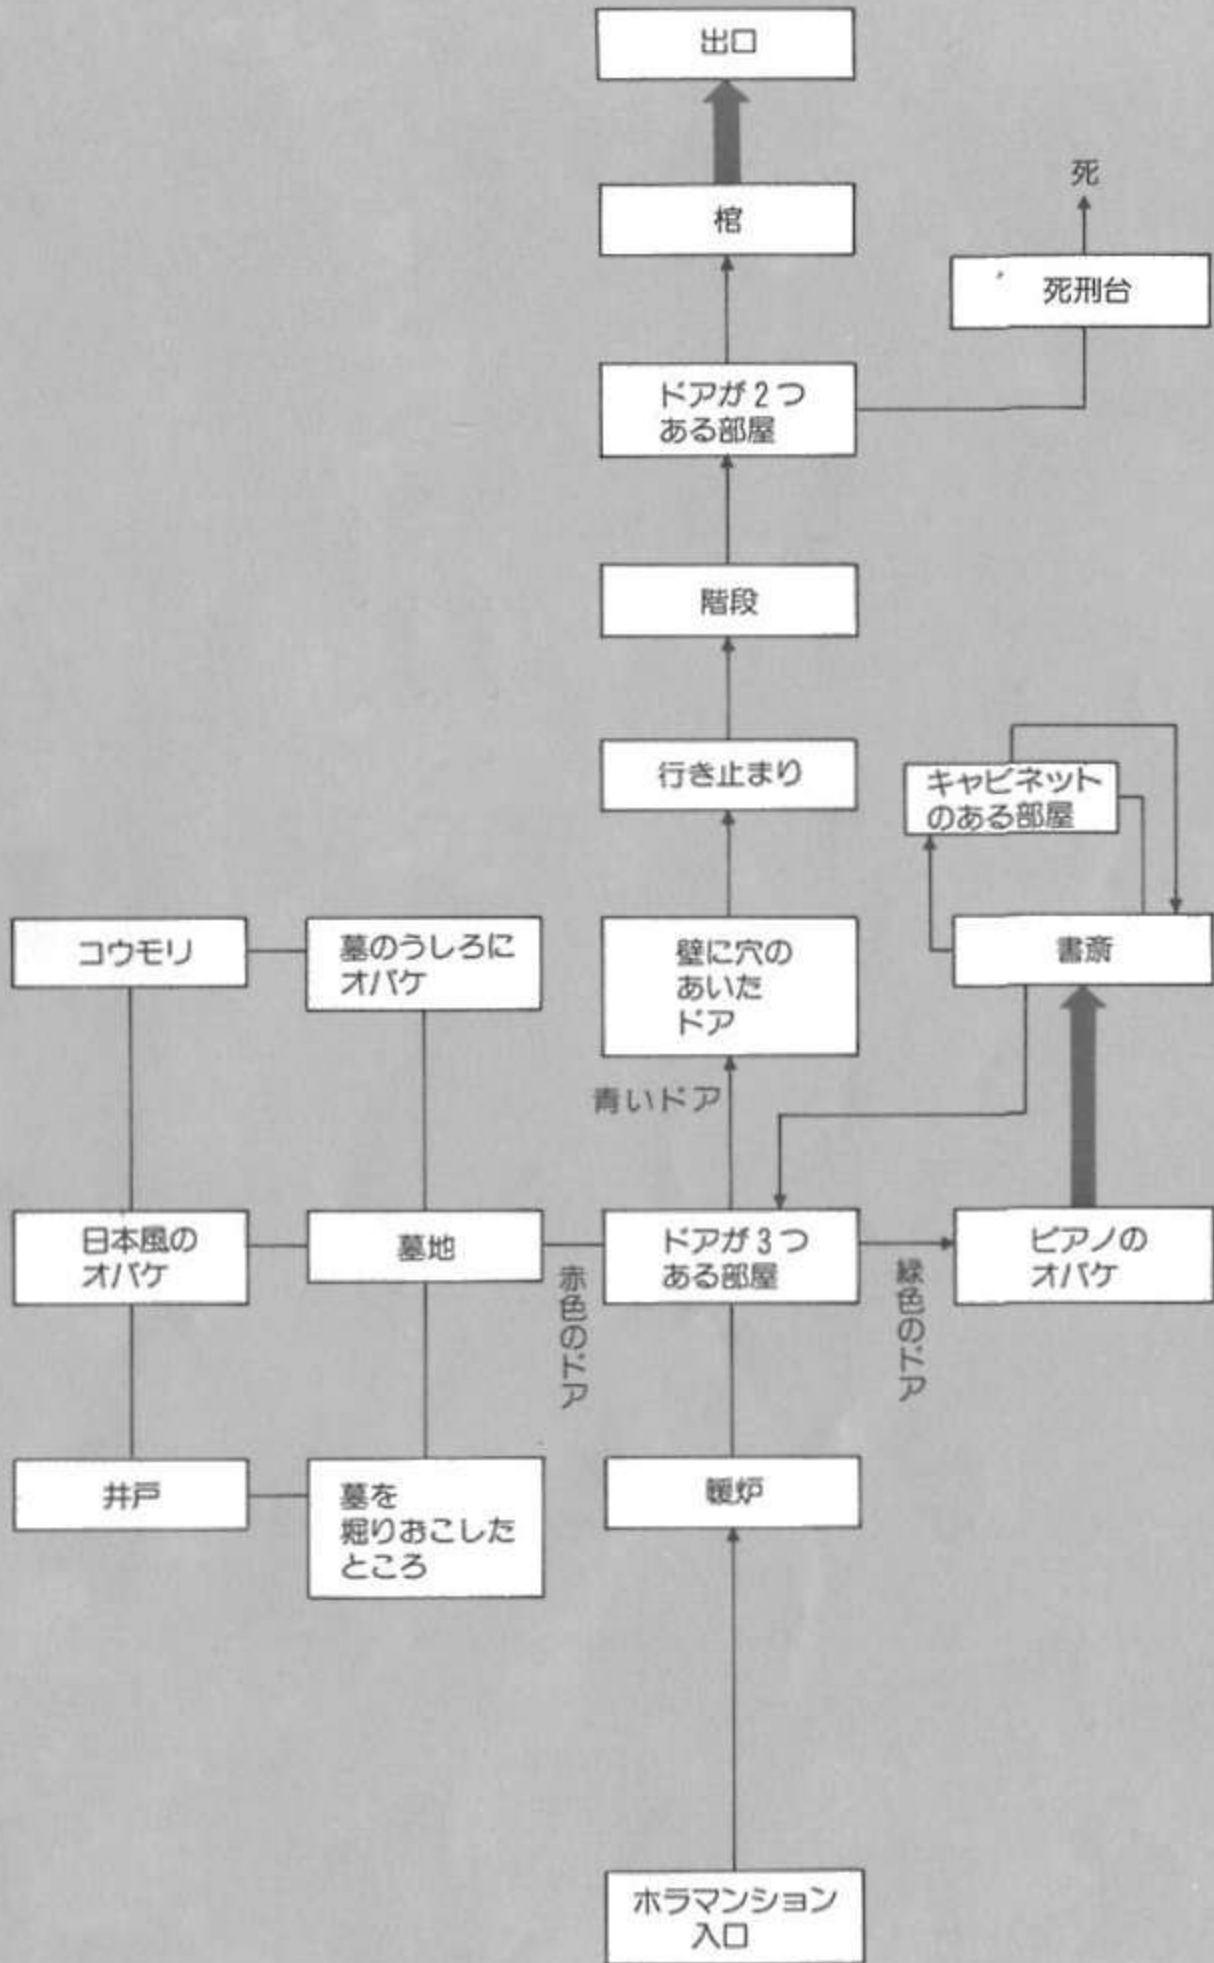 出口
棺
死
死刑台
ドアが2つ
ある部屋
階段
行き止まり
キャビネット
のある部屋
コウモリ
墓のうしろに
オバケ
壁に穴の
あいた
ドア
書斎
青いドア
日本風の
オバケ
墓地
赤色のドア
ドアが3つ
ある部屋
緑色のドア
ピアノの
オバケ
井戸
墓を
堀りおこした
ところ
暖炉
ホラマンション
入口